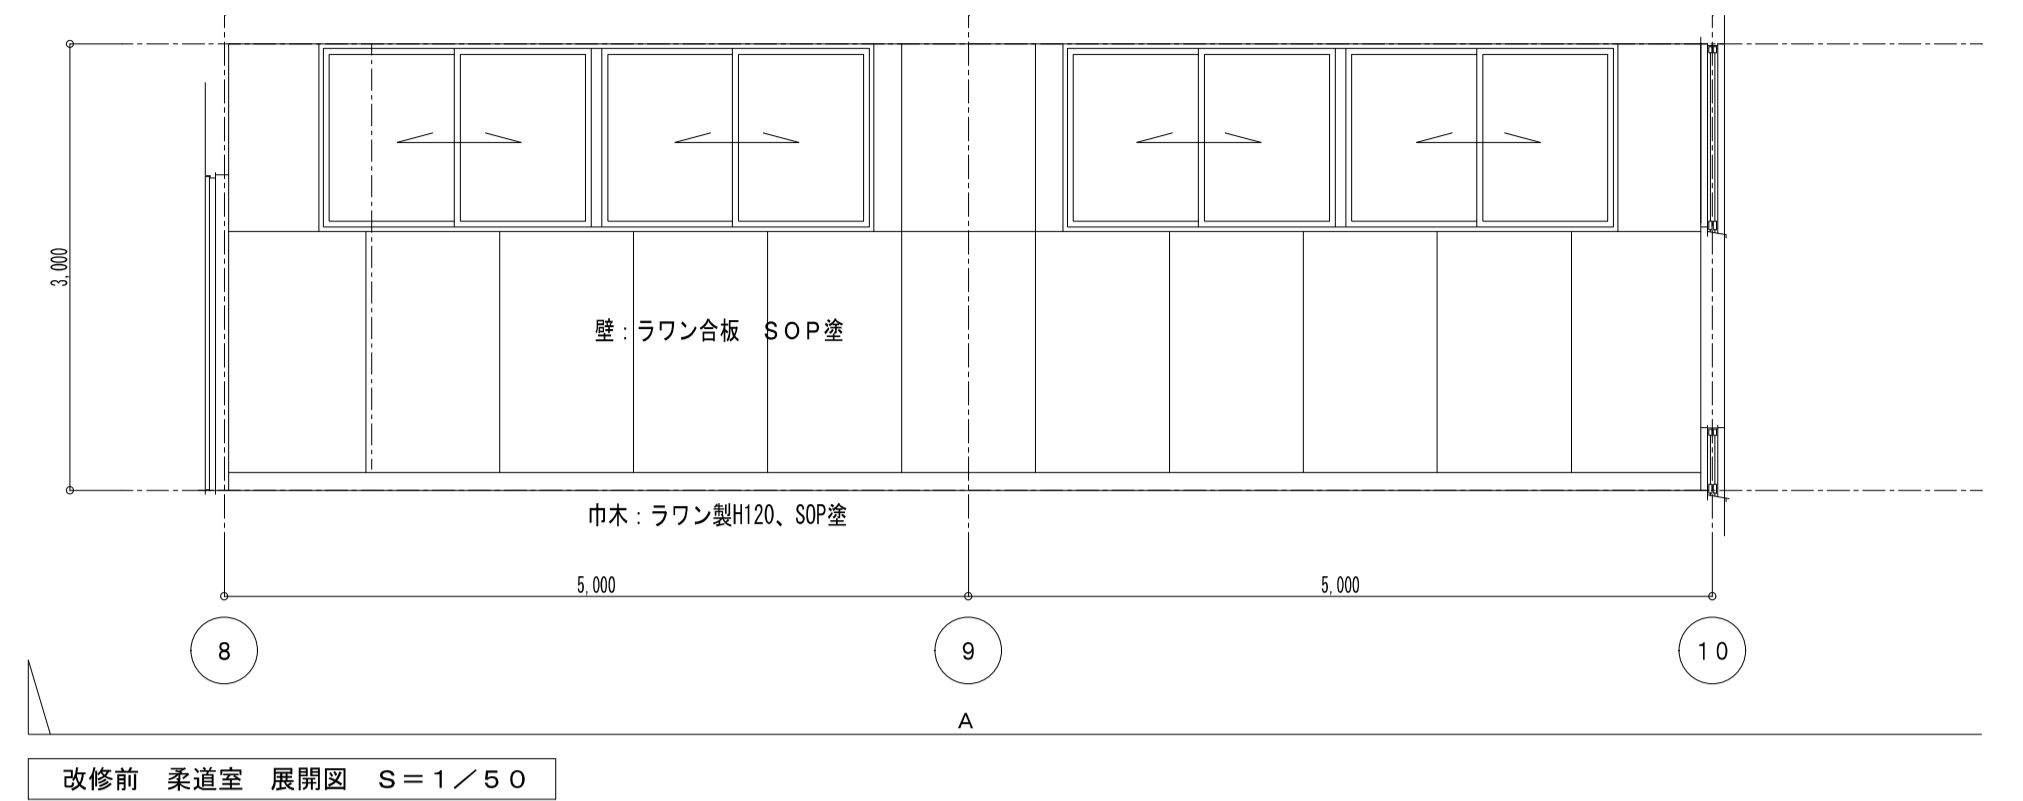 3,000
壁：ラワン合板　ＳＯＰ塗
巾木：ラワン製H120、SOP塗
5,000　5,000
8　9　10
Ａ
改修前　柔道室　展開図　Ｓ＝１／５０